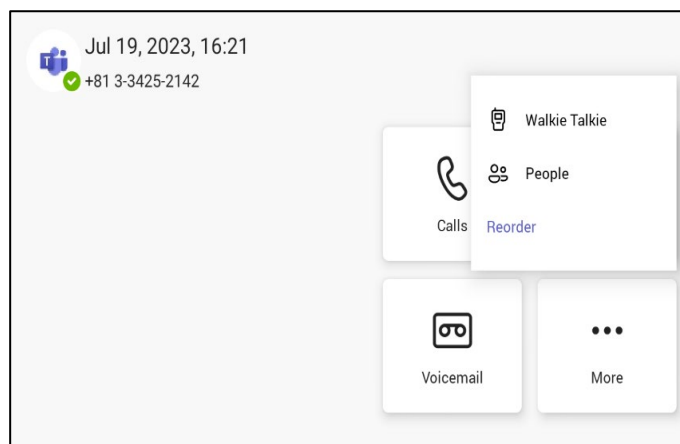 Jul 19, 2023, 16:21
+81 3-3425-2142
Walkie Talkie
People
Calls
Reorder
Voicemail
More